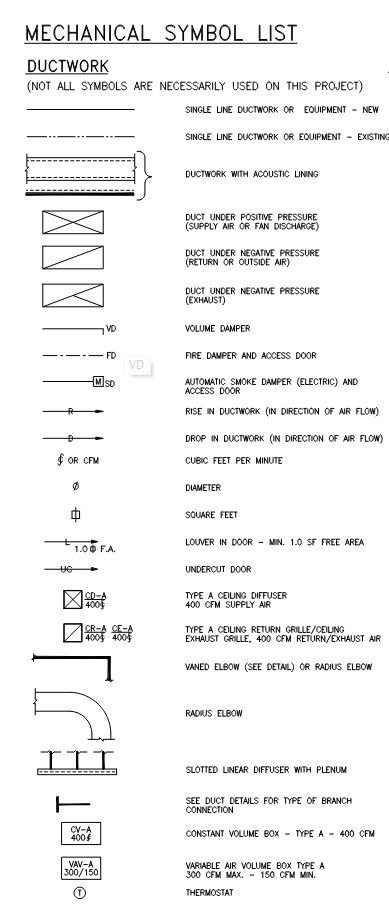 MECHANICAL SYMBOL LIST
DUCTWORK
(NOT ALL SYMBOLS ARE NECESSARILY USED ON THIS PROJECT)
SINGLE LINE DUCTWORK OR EQUIPMENT - NEW
SINGLE LINE DUCTWORK OR EQUIPMENT - EXISTING
DUCTWORK WITH ACOUSTIC LINING
DUCT UNDER POSITIVE PRESSURE
(SUPPLY AIR OR FAN DISCHARGE)
DUCT UNDER NEGATIVE PRESSURE
(RETURN OR OUTSIDE AIR)
DUCT UNDER NEGATIVE PRESSURE
(EXHAUST)
VD VOLUME DAMPER
FD FIRE DAMPER AND ACCESS DOOR
VD
M SD AUTOMATIC SMOKE DAMPER (ELECTRIC) AND
ACCESS DOOR
R RISE IN DUCTWORK (IN DIRECTION OF AIR FLOW)
D DROP IN DUCTWORK (IN DIRECTION OF AIR FLOW)
OR CFM CUBIC FEET PER MINUTE
ø DIAMETER
SQUARE FEET
L LOUVER IN DOOR - MIN. 1.0 SF FREE AREA
1.0 F.A.
UC UNDERCUT DOOR
CD-A TYPE A CEILING DIFFUSER
400 400 CFM SUPPLY AIR
CR-A CE-A TYPE A CEILING RETURN GRILLE/CEILING
400 400 EXHAUST GRILLE, 400 CFM RETURN/EXHAUST AIR
VANED ELBOW (SEE DETAIL) OR RADIUS ELBOW
RADIUS ELBOW
SLOTTED LINEAR DIFFUSER WITH PLENUM
SEE DUCT DETAILS FOR TYPE OF BRANCH
CONNECTION
CV-A
400 CONSTANT VOLUME BOX - TYPE A - 400 CFM
VAV-A VARIABLE AIR VOLUME BOX TYPE A
300/150 300 CFM MAX. - 150 CFM MIN.
T THERMOSTAT